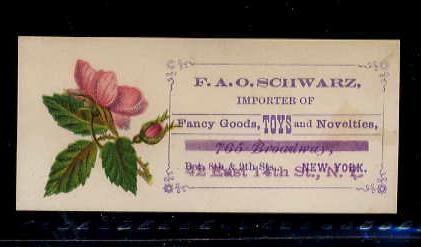 F. A. O. SCHWARZ,
IMPORTER OF
Fancy Goods, TOYS and Novelties,
765 Broadway,
Bet. 8th & 9th Sts., NEW YORK.
42 East 14th St., N. Y.